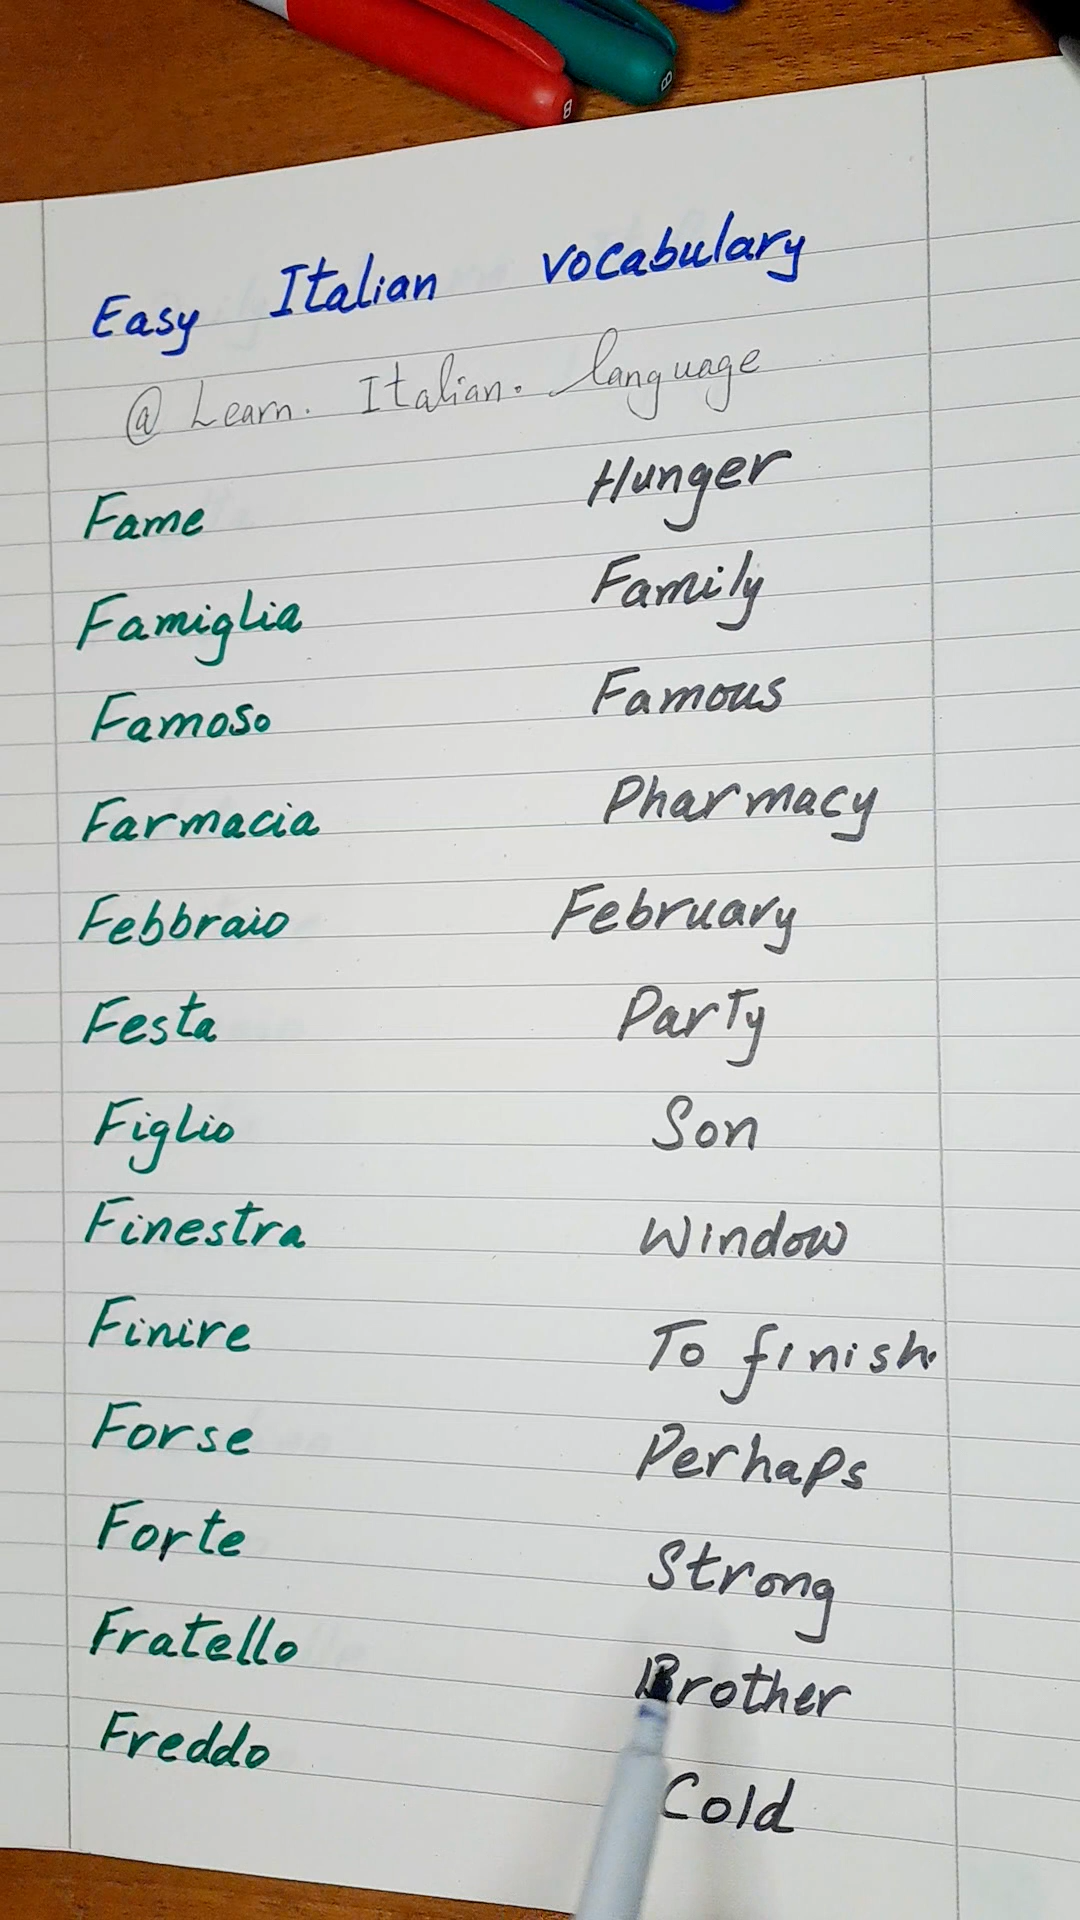 Easy Italian vocabulary
@ Learn. Italian. language
Fame Hunger
Famiglia Family
Famoso Famous
Farmacia Pharmacy
Febbraio February
Festa Party
Figlio Son
Finestra Window
Finire To finish.
Forse Perhaps
Forte Strong
Fratello Brother
Freddo Cold
B
B